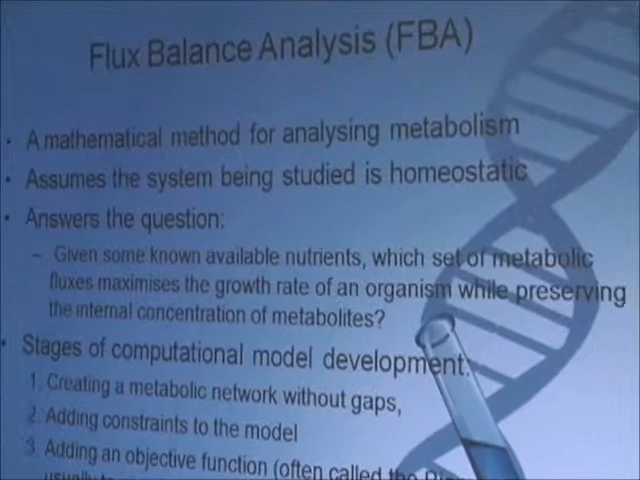 Flux Balance Analysis (FBA)
• A mathematical method for analysing metabolism
• Assumes the system being studied is homeostatic
• Answers the question:
– Given some known available nutrients, which set of metabolic
fluxes maximises the growth rate of an organism while preserving
the internal concentration of metabolites?
• Stages of computational model development:
1. Creating a metabolic network without gaps,
2. Adding constraints to the model
3. Adding an objective function (often called the
usually